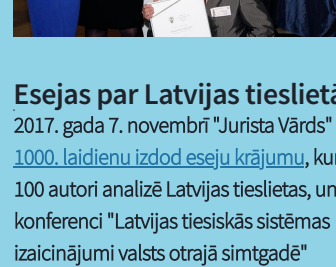 Esejas par Latvijas tieslietā
2017. gada 7. novembrī "Jurista Vārds"
1000. laidienu izdod eseju krājumu, kur
100 autori analizē Latvijas tieslietas, un
konferenci "Latvijas tiesiskās sistēmas
izaicinājumi valsts otrajā simtgadē"